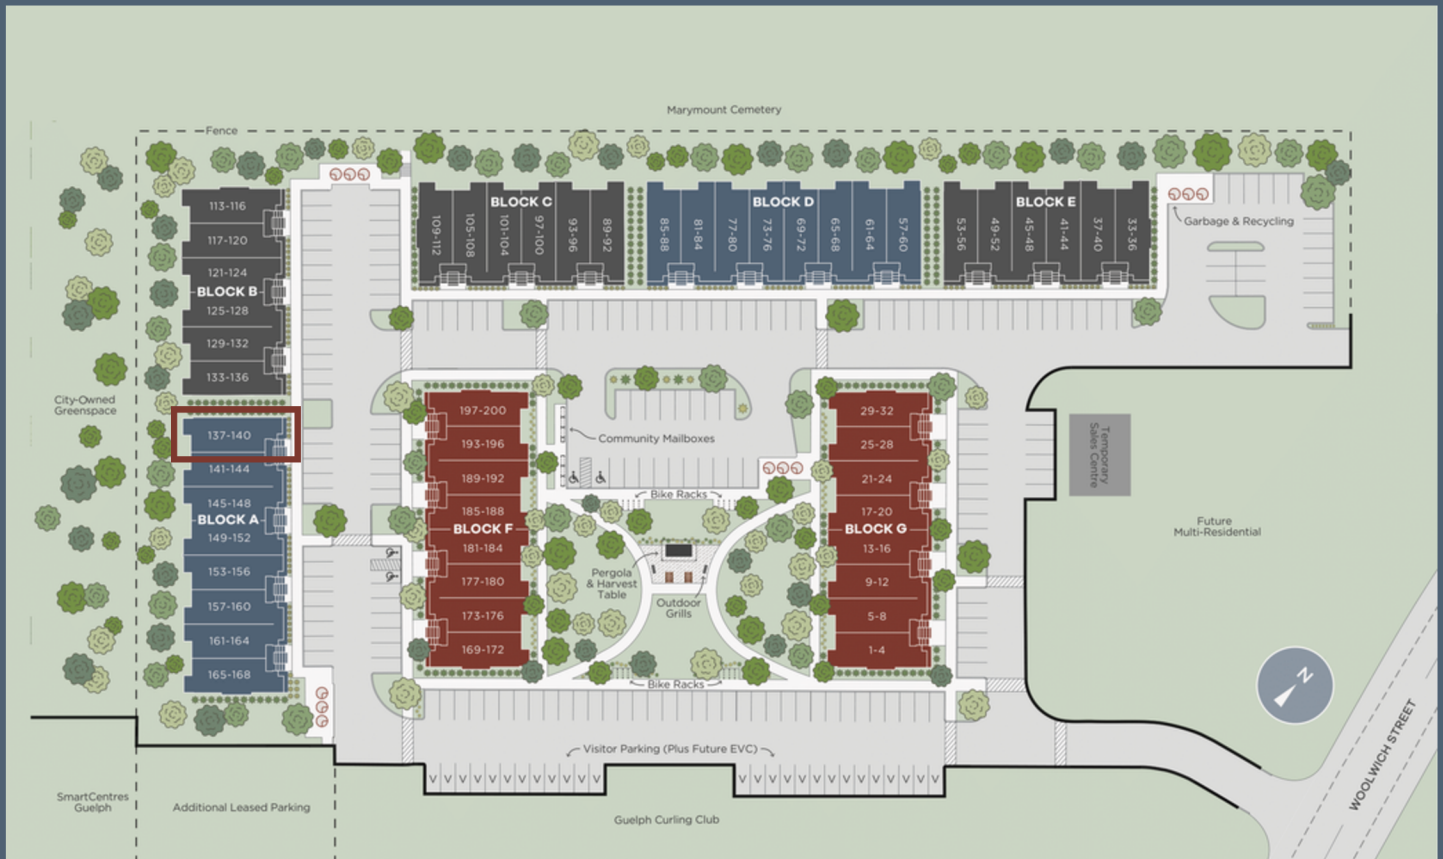 Marymount Cemetery
Fence
113-116
117-120
121-124
BLOCK B
125-128
129-132
133-136
BLOCK C
109-112
105-108
101-104
97-100
93-96
89-92
BLOCK D
85-88
81-84
77-80
73-76
69-72
65-68
61-64
57-60
BLOCK E
53-56
49-52
45-48
41-44
37-40
33-36
Garbage & Recycling
City-Owned
Greenspace
137-140
141-144
145-148
BLOCK A
149-152
153-156
157-160
161-164
165-168
197-200
193-196
189-192
185-188
BLOCK F
181-184
177-180
173-176
169-172
Community Mailboxes
Bike Racks
Pergola
& Harvest
Table
Outdoor
Grills
Bike Racks
29-32
25-28
21-24
17-20
BLOCK G
13-16
9-12
5-8
1-4
Temporary
Sales Centre
Future
Multi-Residential
N
WOOLWICH STREET
Visitor Parking (Plus Future EVC)
V V V V V V V V V V V V
V V V V V V V V V V V V V V
SmartCentres
Guelph
Additional Leased Parking
Guelph Curling Club